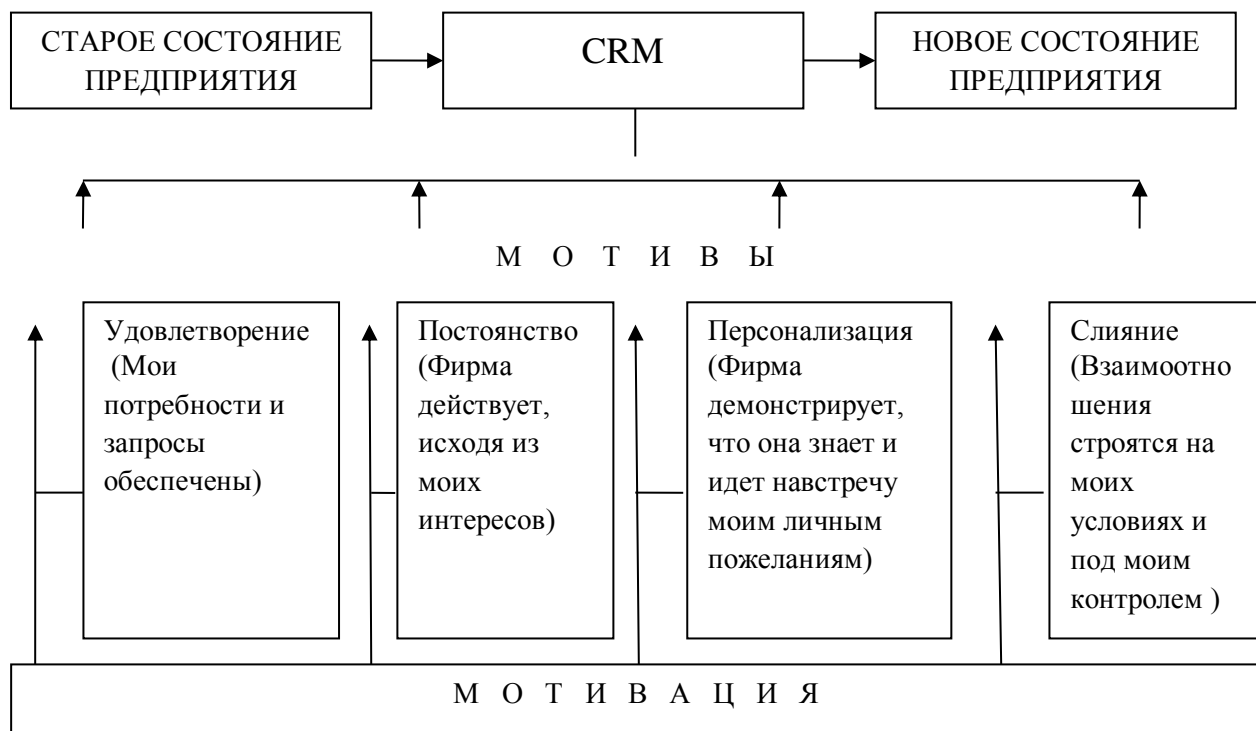 СТАРОЕ СОСТОЯНИЕ
ПРЕДПРИЯТИЯ
CRM
НОВОЕ СОСТОЯНИЕ
ПРЕДПРИЯТИЯ
М О Т И В Ы
Удовлетворение
(Мои
потребности и
запросы
обеспечены)
Постоянство
(Фирма
действует,
исходя из
моих
интересов)
Персонализация
(Фирма
демонстрирует,
что она знает и
идет навстречу
моим личным
пожеланиям)
Слияние
(Взаимоотно
шения
строятся на
моих
условиях и
под моим
контролем )
М О Т И В А Ц И Я